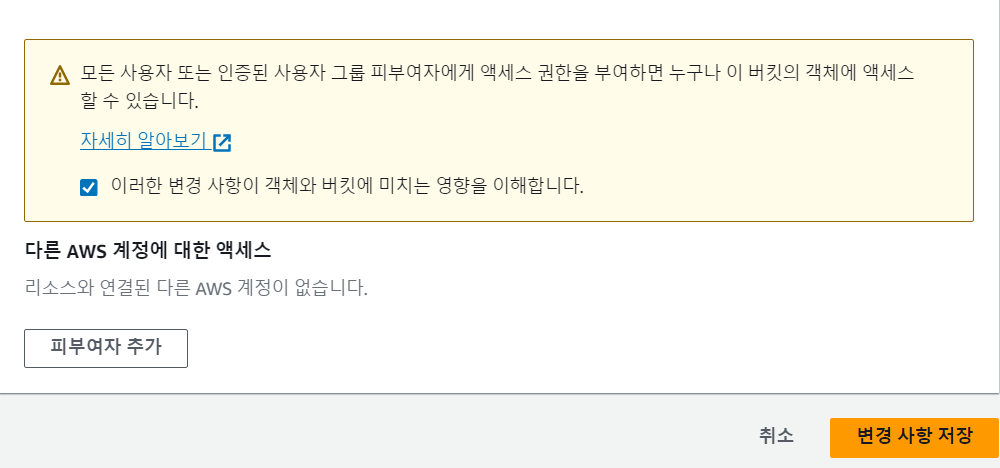 모든 사용자 또는 인증된 사용자 그룹 피부여자에게 액세스 권한을 부여하면 누구나 이 버킷의 객체에 액세스
할 수 있습니다.
자세히 알아보기
이러한 변경 사항이 객체와 버킷에 미치는 영향을 이해합니다.
다른 AWS 계정에 대한 액세스
리소스와 연결된 다른 AWS 계정이 없습니다.
피부여자 추가
취소 변경 사항 저장